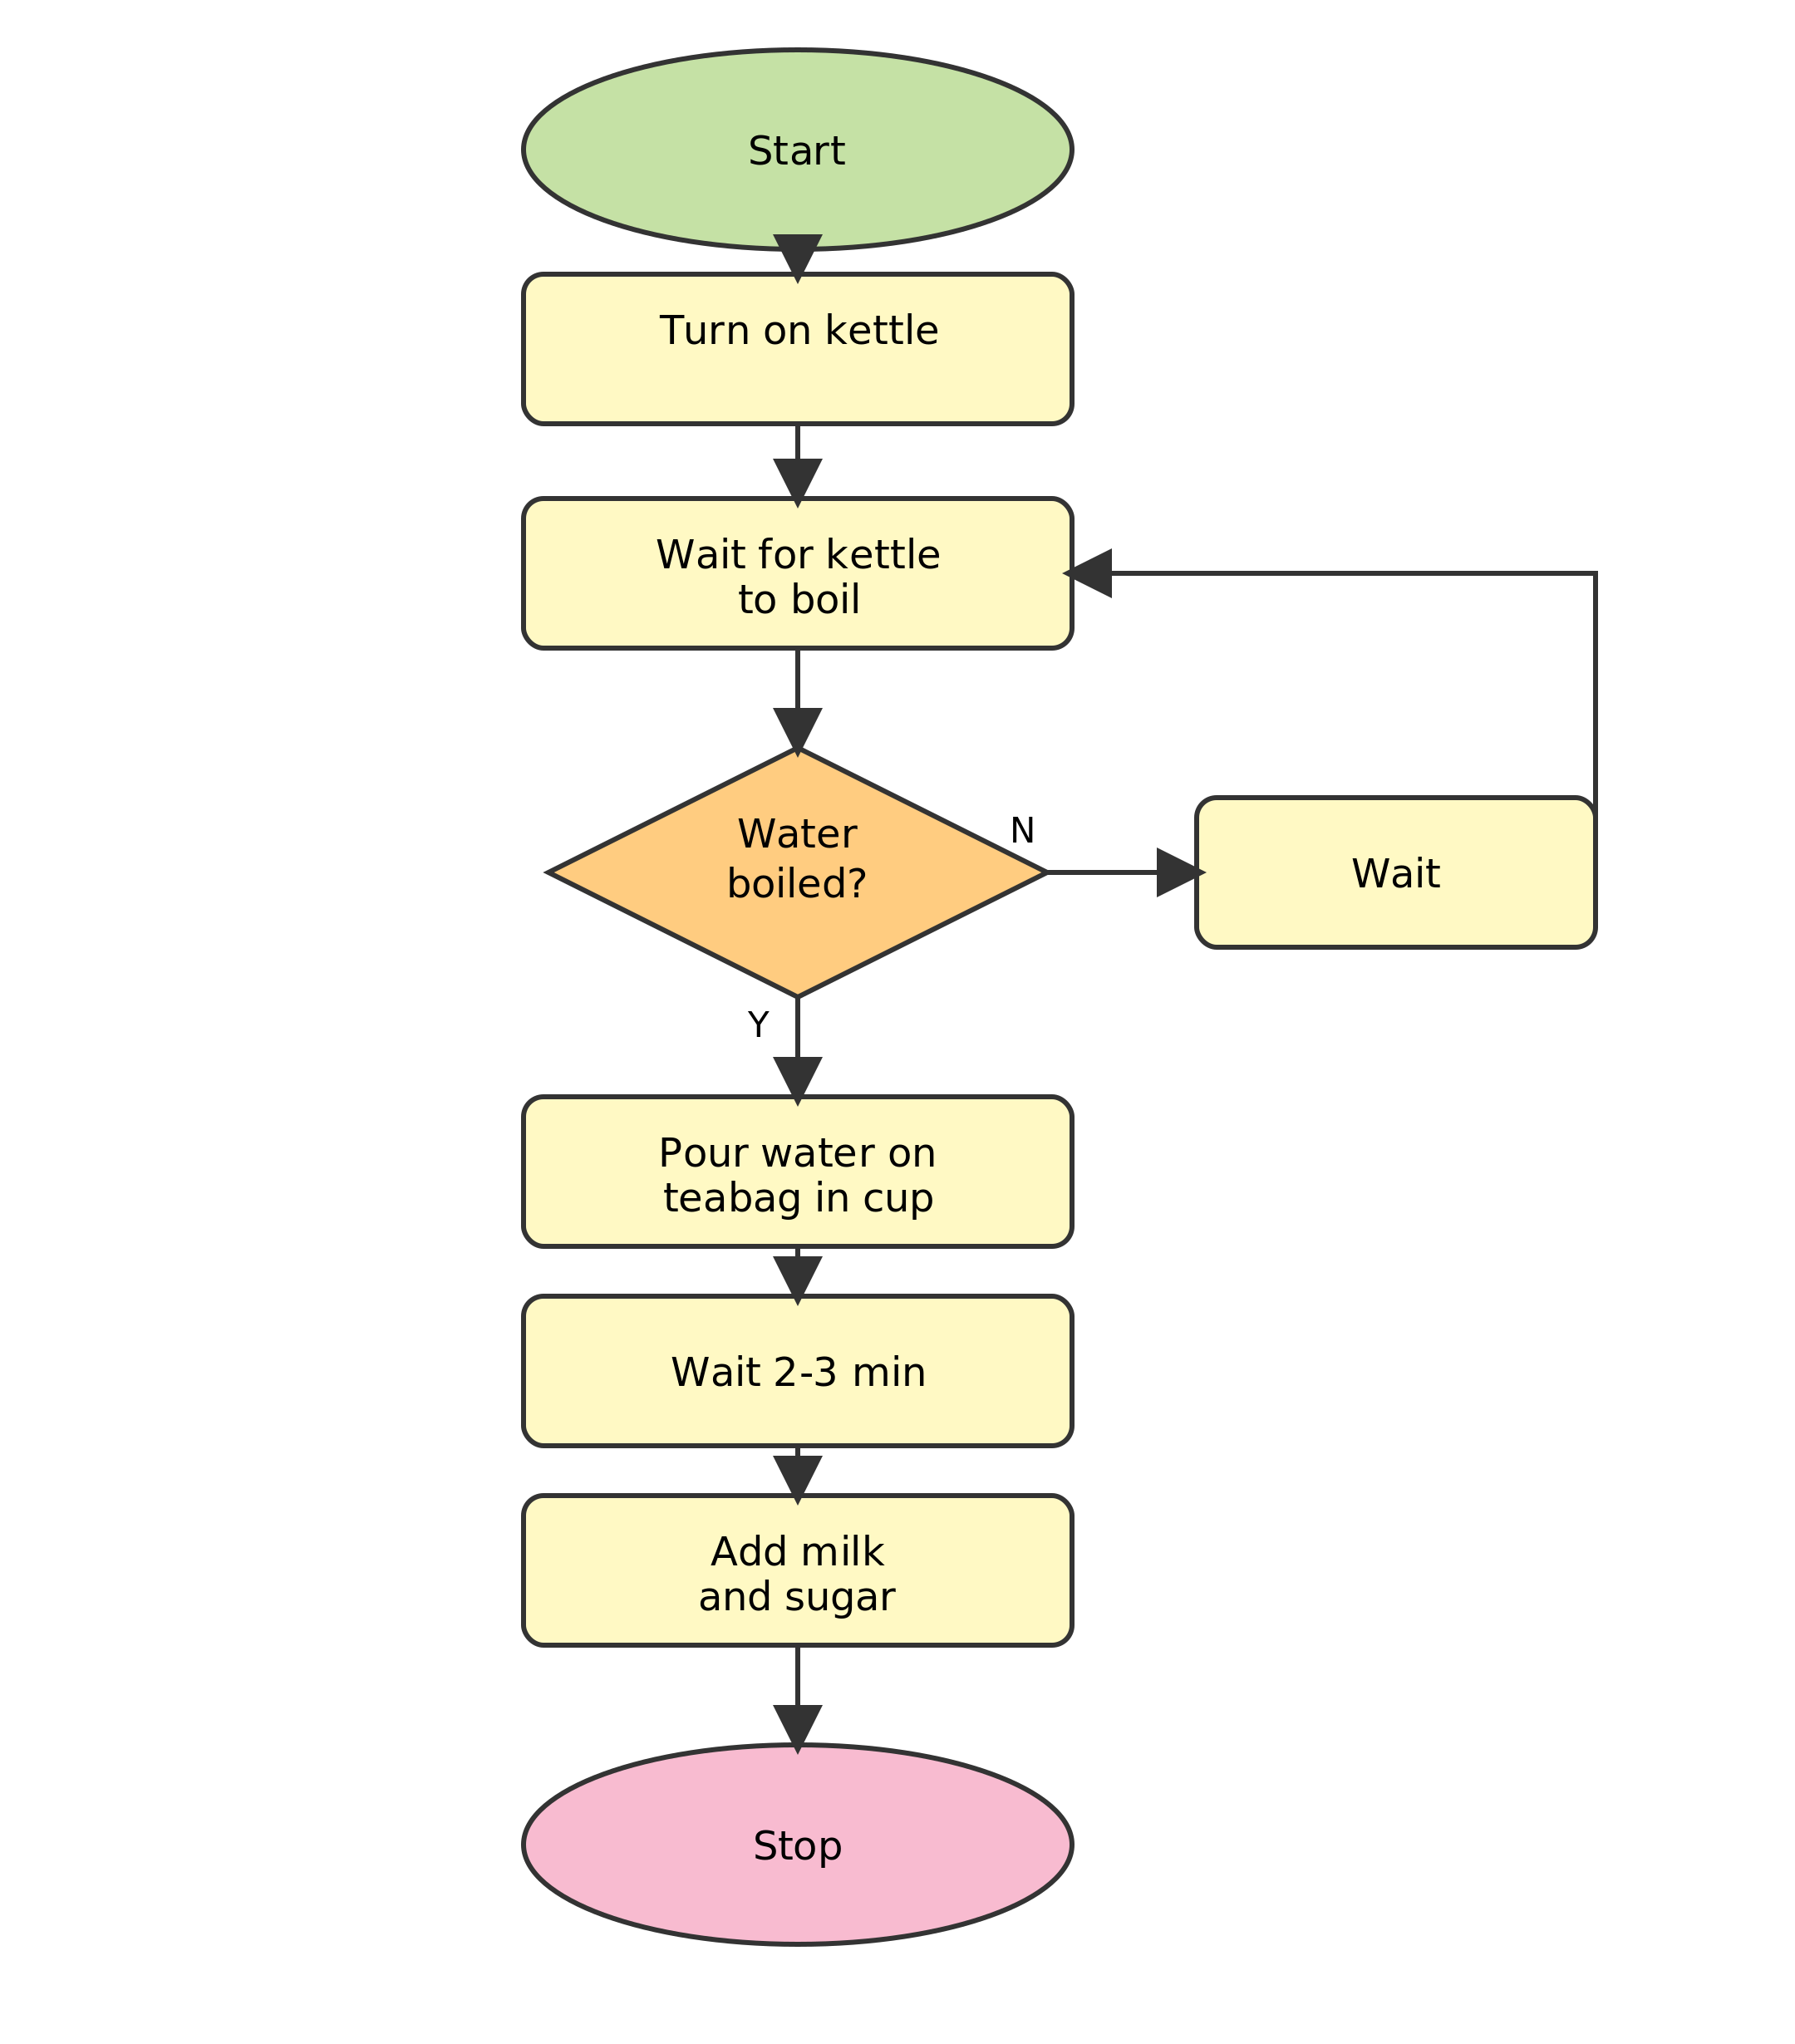 Start
Turn on kettle
Wait for kettle
to boil
Water
boiled?
N
Wait
Y
Pour water on
teabag in cup
Wait 2-3 min
Add milk
and sugar
Stop